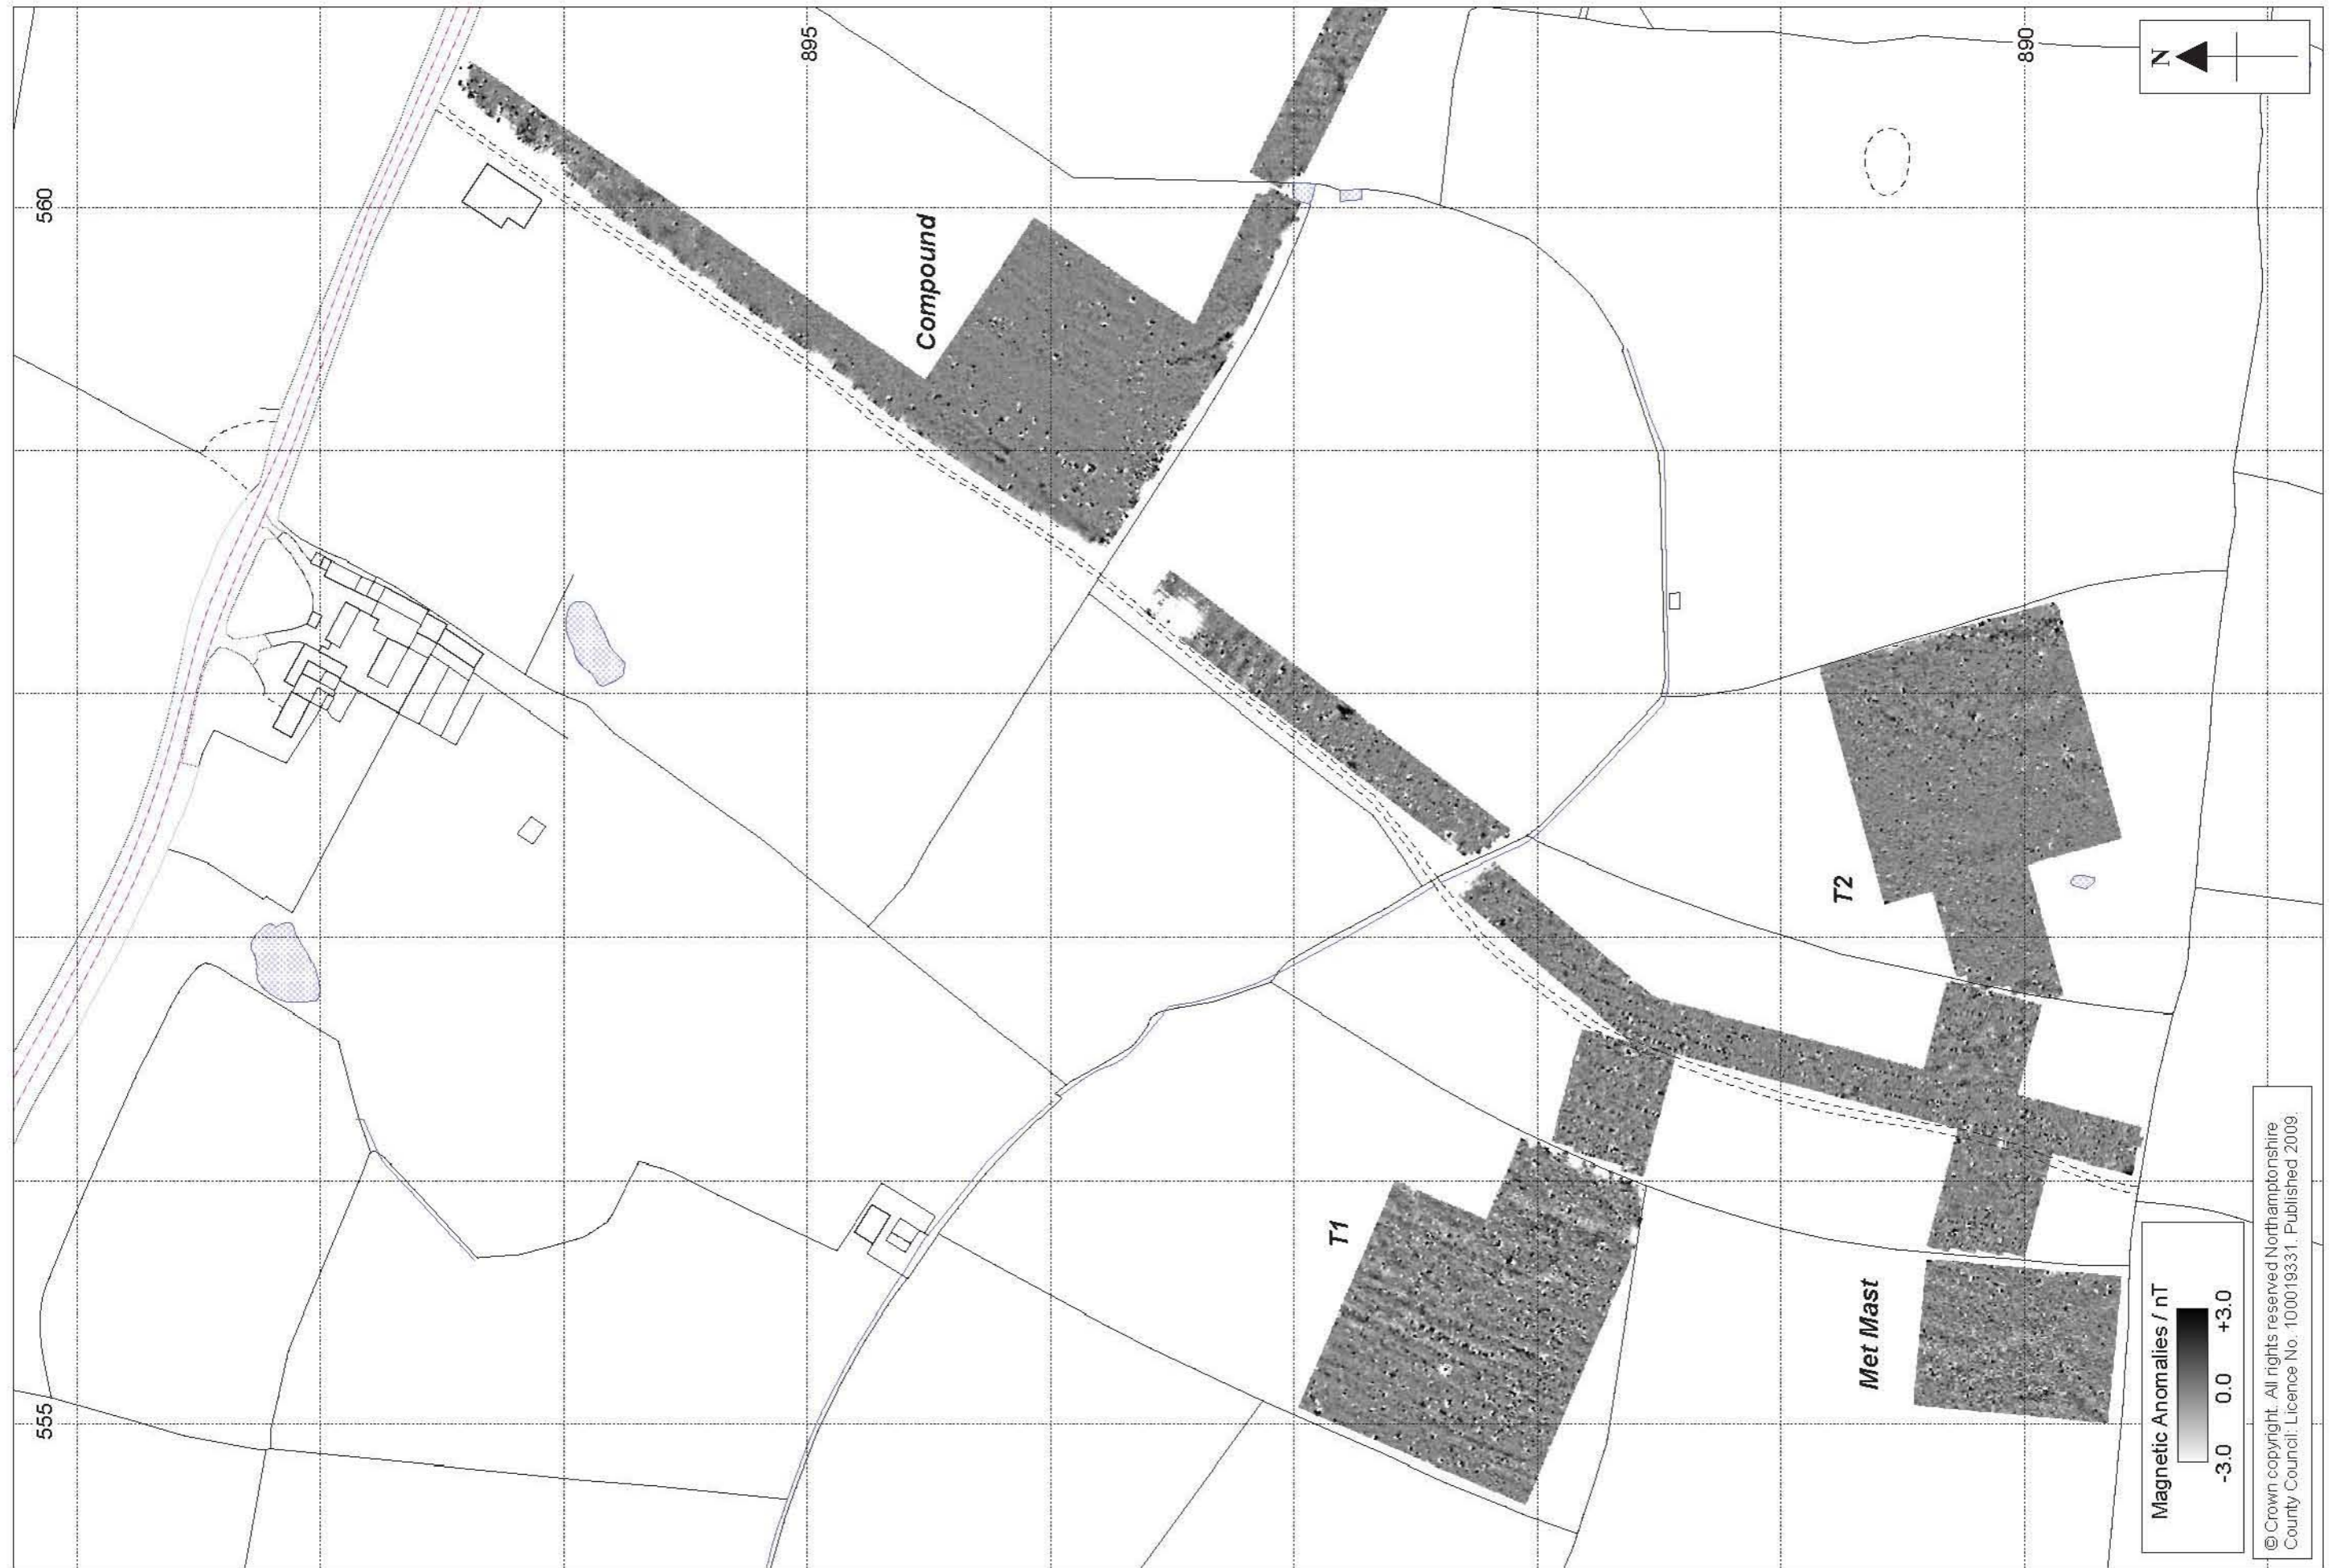 560
555
895
890
N
Compound
T1
T2
Met Mast
Magnetic Anomalies / nT
-3.0 0.0 +3.0
© Crown copyright. All rights reserved Northamptonshire
County Council: Licence No. 100019331. Published 2009.